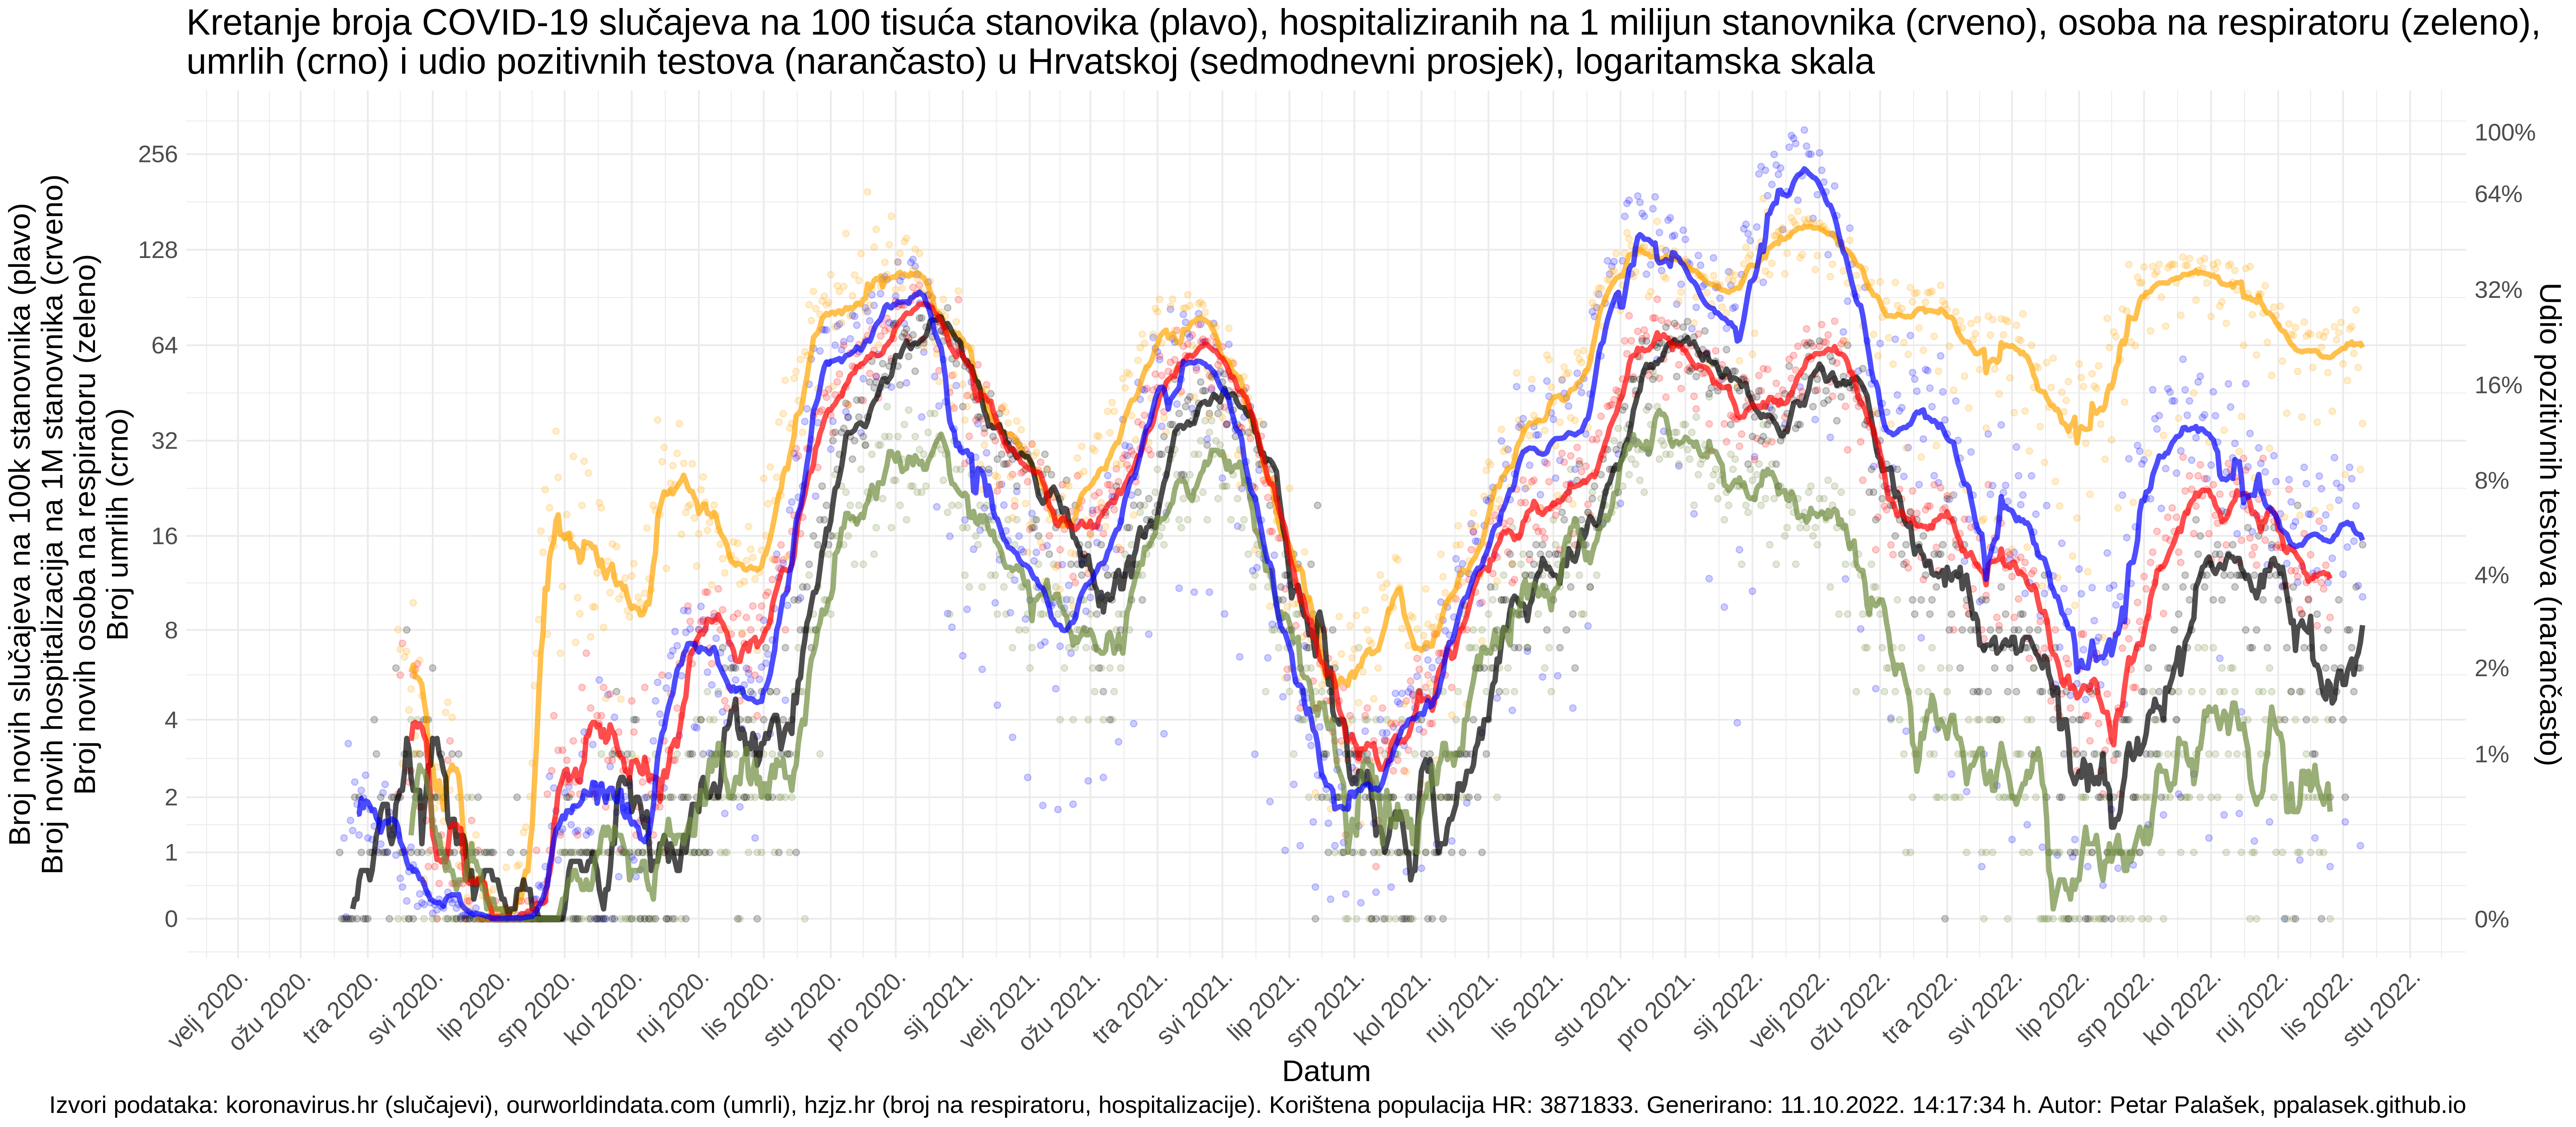 Kretanje broja COVID-19 slučajeva na 100 tisuća stanovika (plavo), hospitaliziranih na 1 milijun stanovnika (crveno), osoba na respiratoru (zeleno),
umrlih (crno) i udio pozitivnih testova (narančasto) u Hrvatskoj (sedmodnevni prosjek), logaritamska skala
Broj novih slučajeva na 100k stanovnika (plavo)
Broj novih hospitalizacija na 1M stanovnika (crveno)
Broj novih osoba na respiratoru (zeleno)
Broj umrlih (crno)
256
128
64
32
16
8
4
2
1
0
100%
64%
32%
16%
8%
4%
2%
1%
0%
Udio pozitivnih testova (narančasto)
velj 2020.
ožu 2020.
tra 2020.
svi 2020.
lip 2020.
srp 2020.
kol 2020.
ruj 2020.
lis 2020.
stu 2020.
pro 2020.
sij 2021.
velj 2021.
ožu 2021.
tra 2021.
svi 2021.
lip 2021.
srp 2021.
kol 2021.
ruj 2021.
lis 2021.
stu 2021.
pro 2021.
sij 2022.
velj 2022.
ožu 2022.
tra 2022.
svi 2022.
lip 2022.
srp 2022.
kol 2022.
ruj 2022.
lis 2022.
stu 2022.
Datum
Izvori podataka: koronavirus.hr (slučajevi), ourworldindata.com (umrli), hzjz.hr (broj na respiratoru, hospitalizacije). Korištena populacija HR: 3871833. Generirano: 11.10.2022. 14:17:34 h. Autor: Petar Palašek, ppalasek.github.io